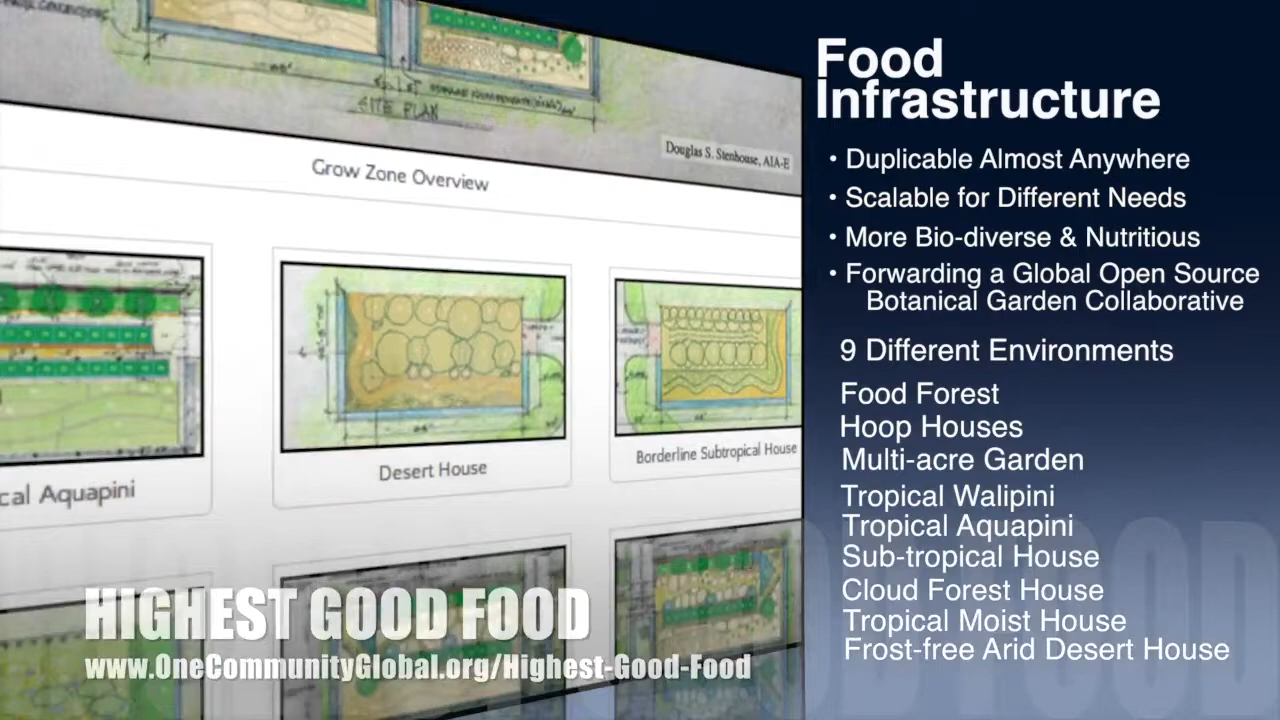 SITE PLAN
Douglas S. Stenhouse, AIA-E
Grow Zone Overview
cal Aquapini
Desert House
Borderline Subtropical House
HIGHEST GOOD FOOD
www.OneCommunityGlobal.org/Highest-Good-Food
Food
Infrastructure
• Duplicable Almost Anywhere
• Scalable for Different Needs
• More Bio-diverse & Nutritious
• Forwarding a Global Open Source
Botanical Garden Collaborative
9 Different Environments
Food Forest
Hoop Houses
Multi-acre Garden
Tropical Walipini
Tropical Aquapini
Sub-tropical House
Cloud Forest House
Tropical Moist House
Frost-free Arid Desert House
GOOD FOOD